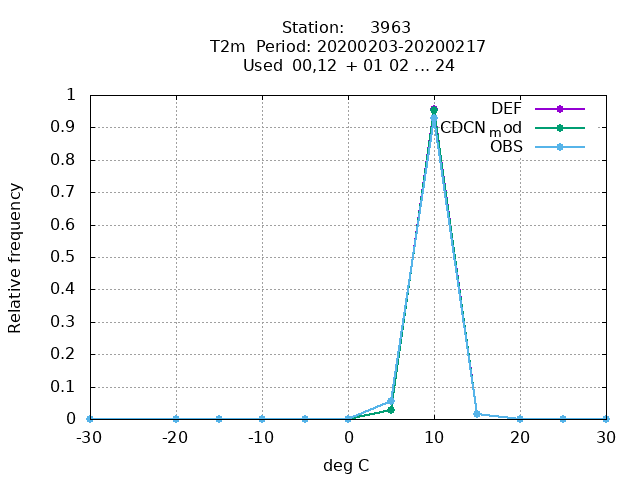 Station: 3963
T2m Period: 20200203-20200217
Used 00,12 + 01 02 ... 24
1
0.9
0.8
0.7
0.6
0.5
0.4
0.3
0.2
0.1
0
-30 -20 -10 0 10 20 30
Relative frequency
deg C
DEF
CDCN_mod
OBS